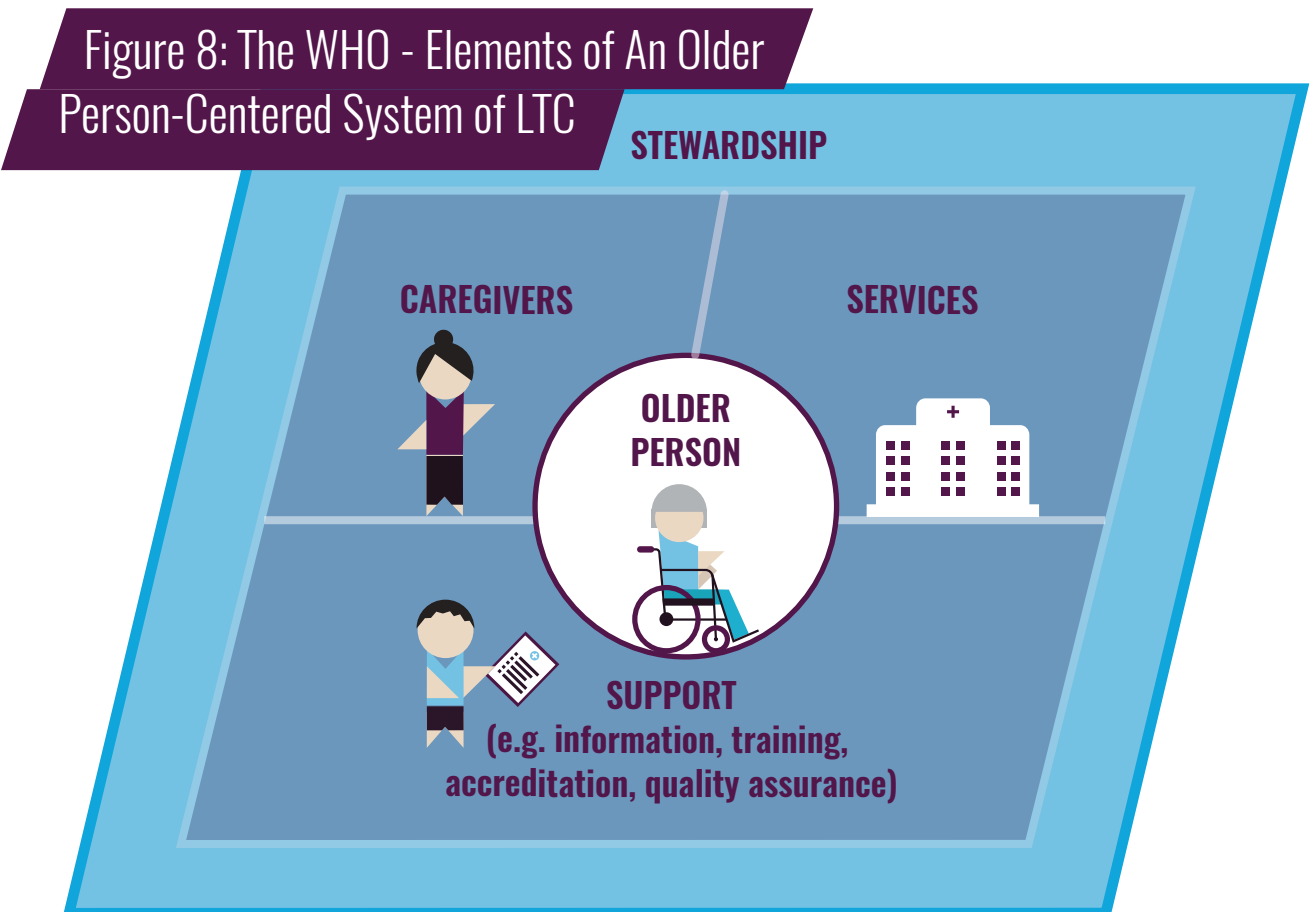 Figure 8: The WHO - Elements of An Older
Person-Centered System of LTC
STEWARDSHIP
CAREGIVERS
SERVICES
OLDER
PERSON
SUPPORT
(e.g. information, training,
accreditation, quality assurance)